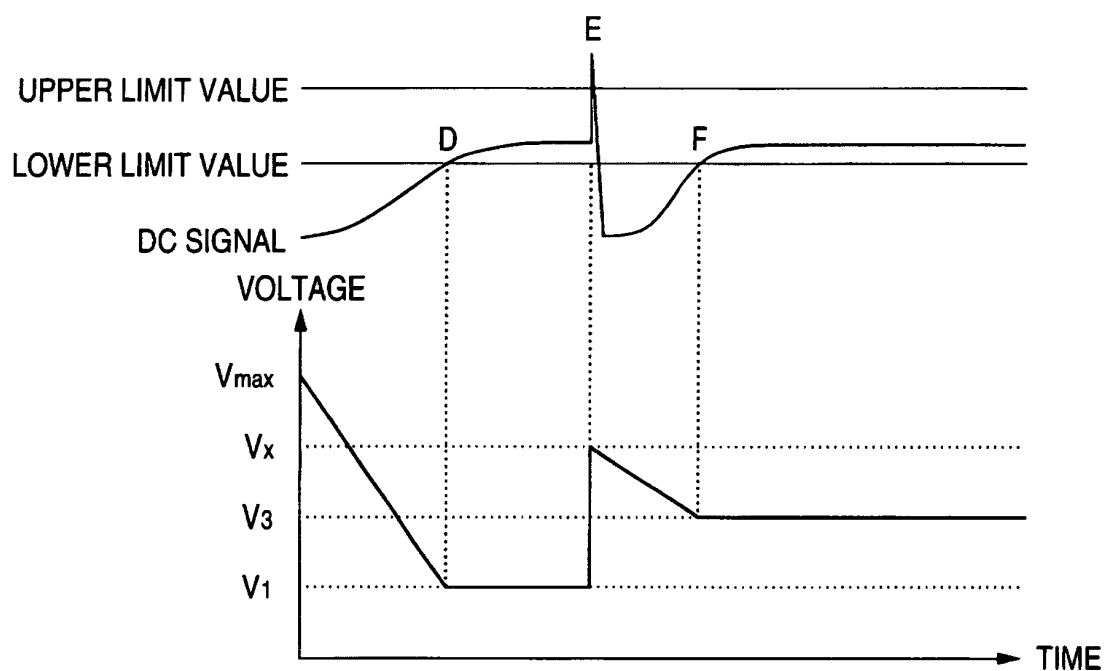 E
UPPER LIMIT VALUE
D
F
LOWER LIMIT VALUE
DC SIGNAL
VOLTAGE
Vmax
Vx
V3
V1
TIME